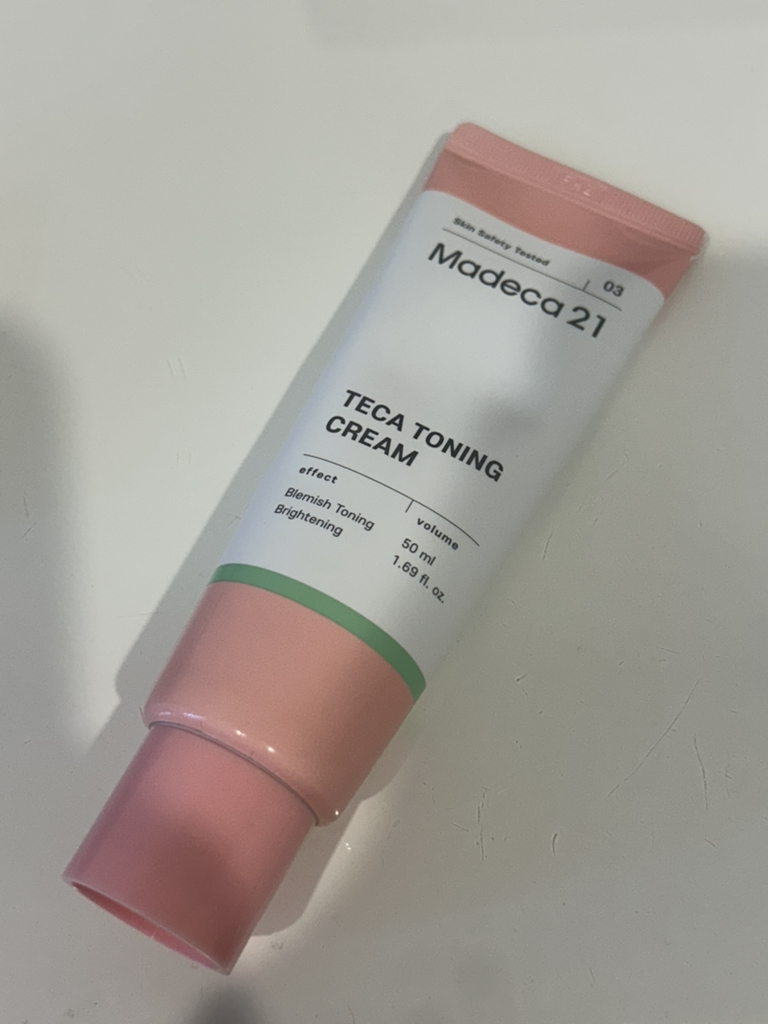 Skin Safety Tested
03
Madeca 21
TECA TONING
CREAM
effect
Blemish Toning
Brightening
volume
50 ml
1.69 fl. oz.